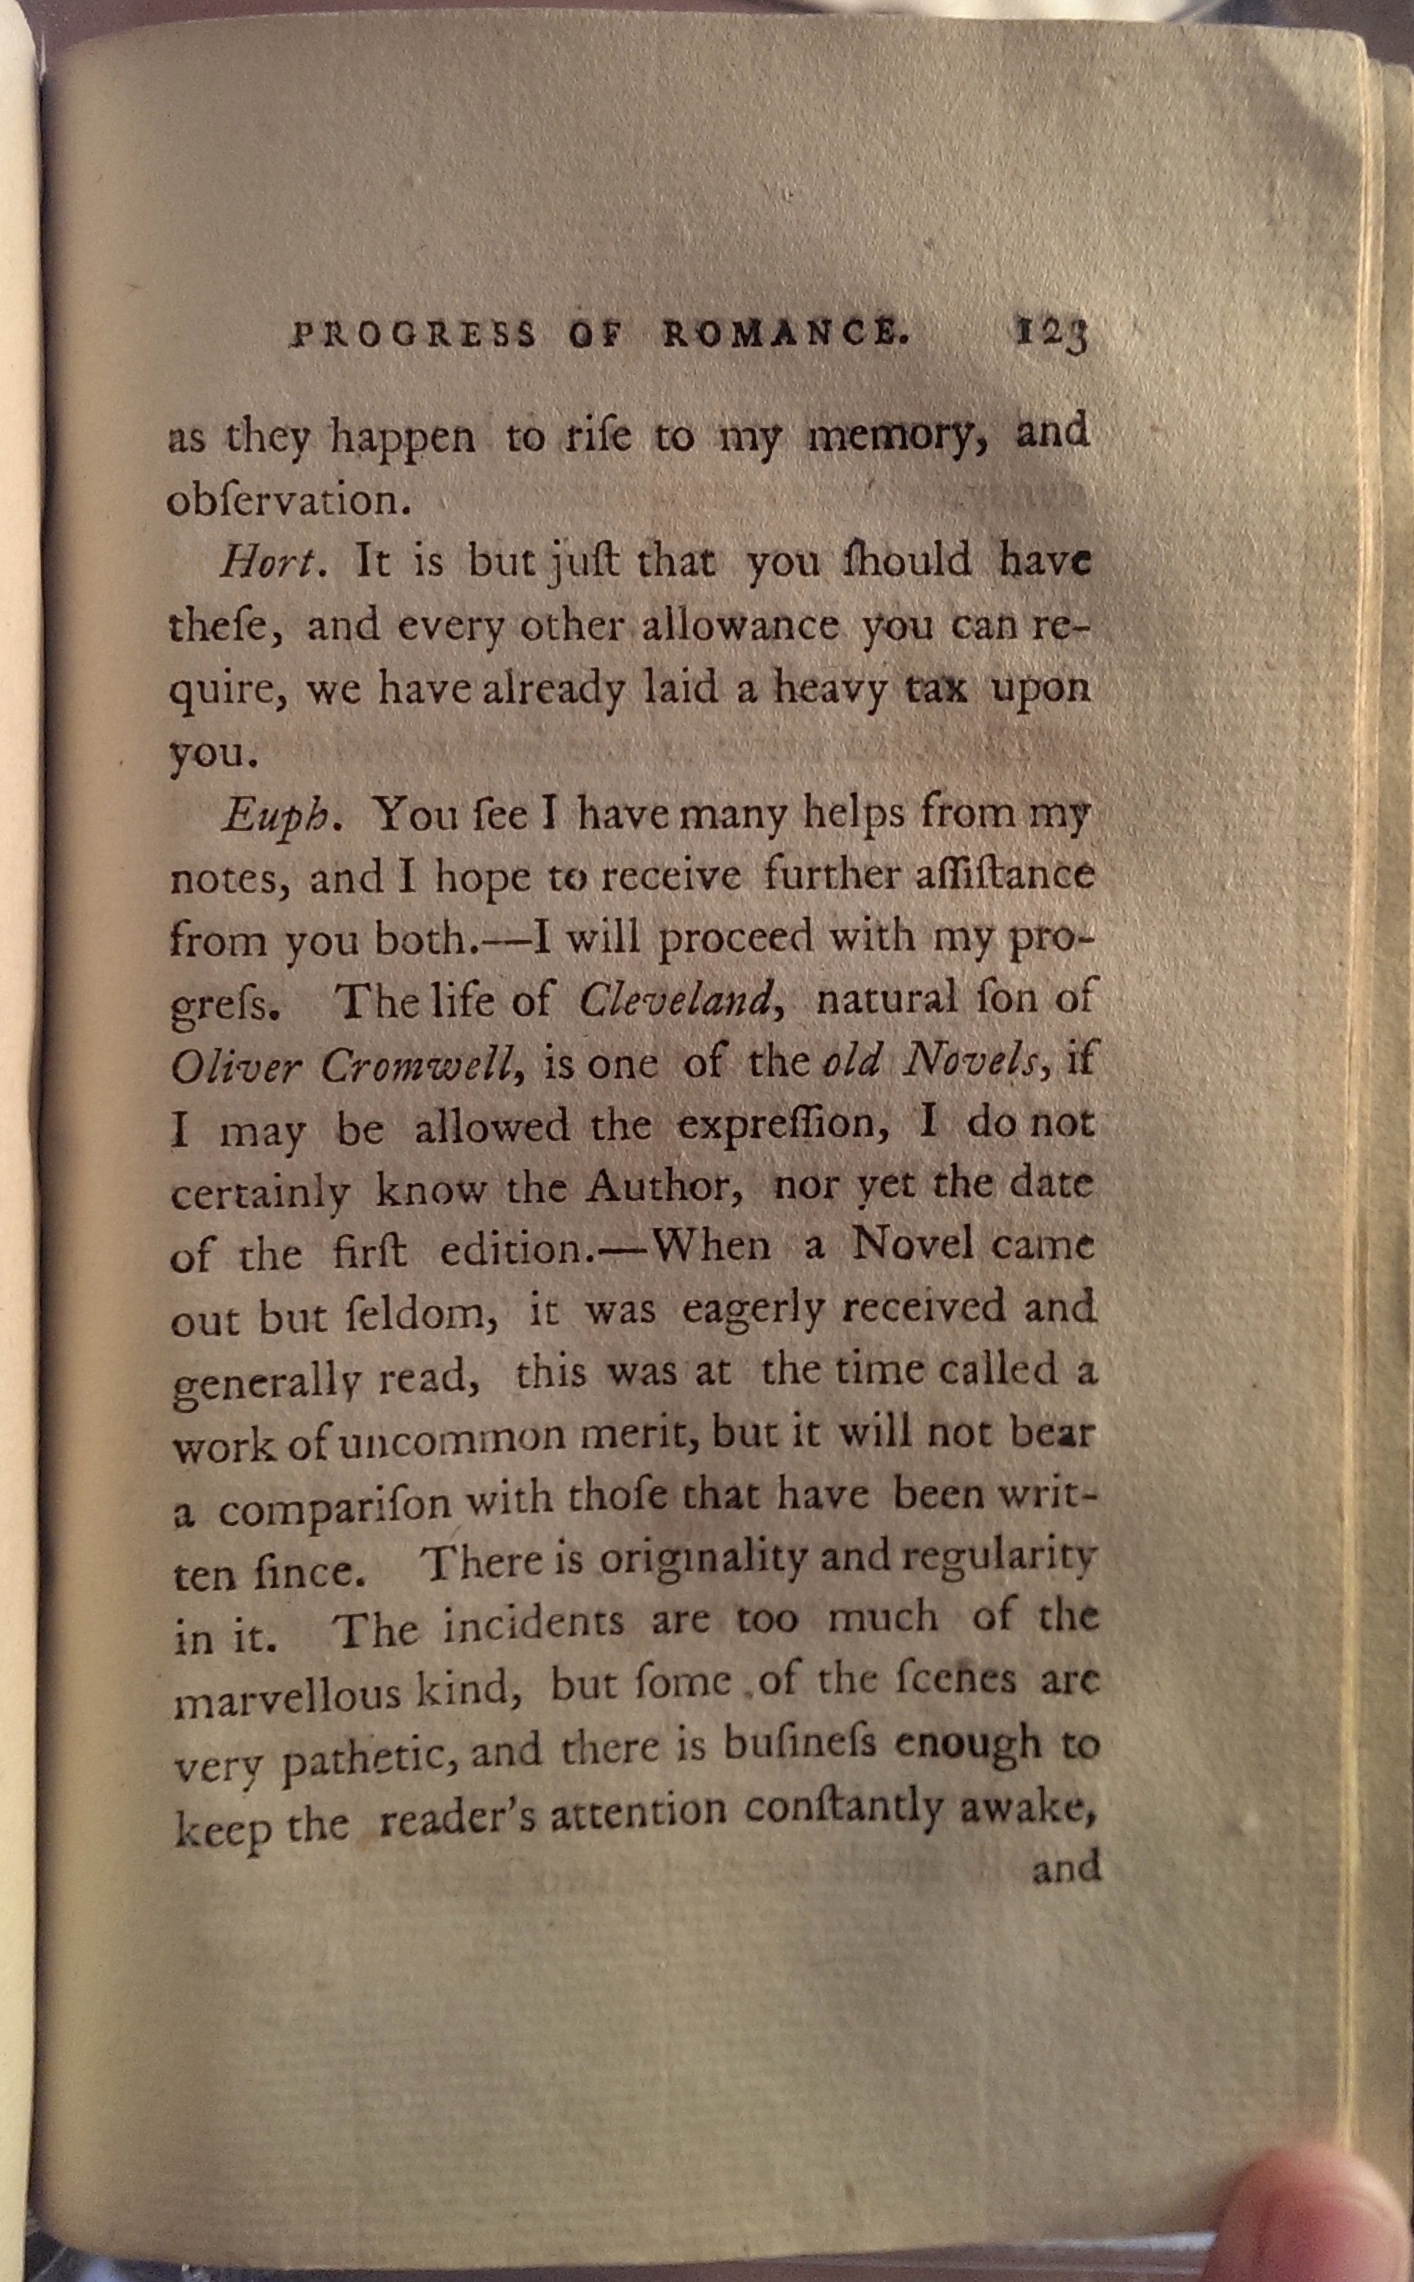 PROGRESS OF ROMANCE. 123
as they happen to riſe to my memory, and
obſervation.
Hort. It is but juſt that you ſhould have
theſe, and every other allowance you can re-
quire, we have already laid a heavy tax upon
you.
Euph. You ſee I have many helps from my
notes, and I hope to receive further aſſiſtance
from you both.—I will proceed with my pro-
greſs. The life of Cleveland, natural ſon of
Oliver Cromwell, is one of the old Novels, if
I may be allowed the expreſſion, I do not
certainly know the Author, nor yet the date
of the firſt edition.—When a Novel came
out but ſeldom, it was eagerly received and
generally read, this was at the time called a
work of uncommon merit, but it will not bear
a compariſon with thoſe that have been writ-
ten ſince. There is originality and regularity
in it. The incidents are too much of the
marvellous kind, but ſome of the ſcenes are
very pathetic, and there is buſineſs enough to
keep the reader's attention conſtantly awake,
and